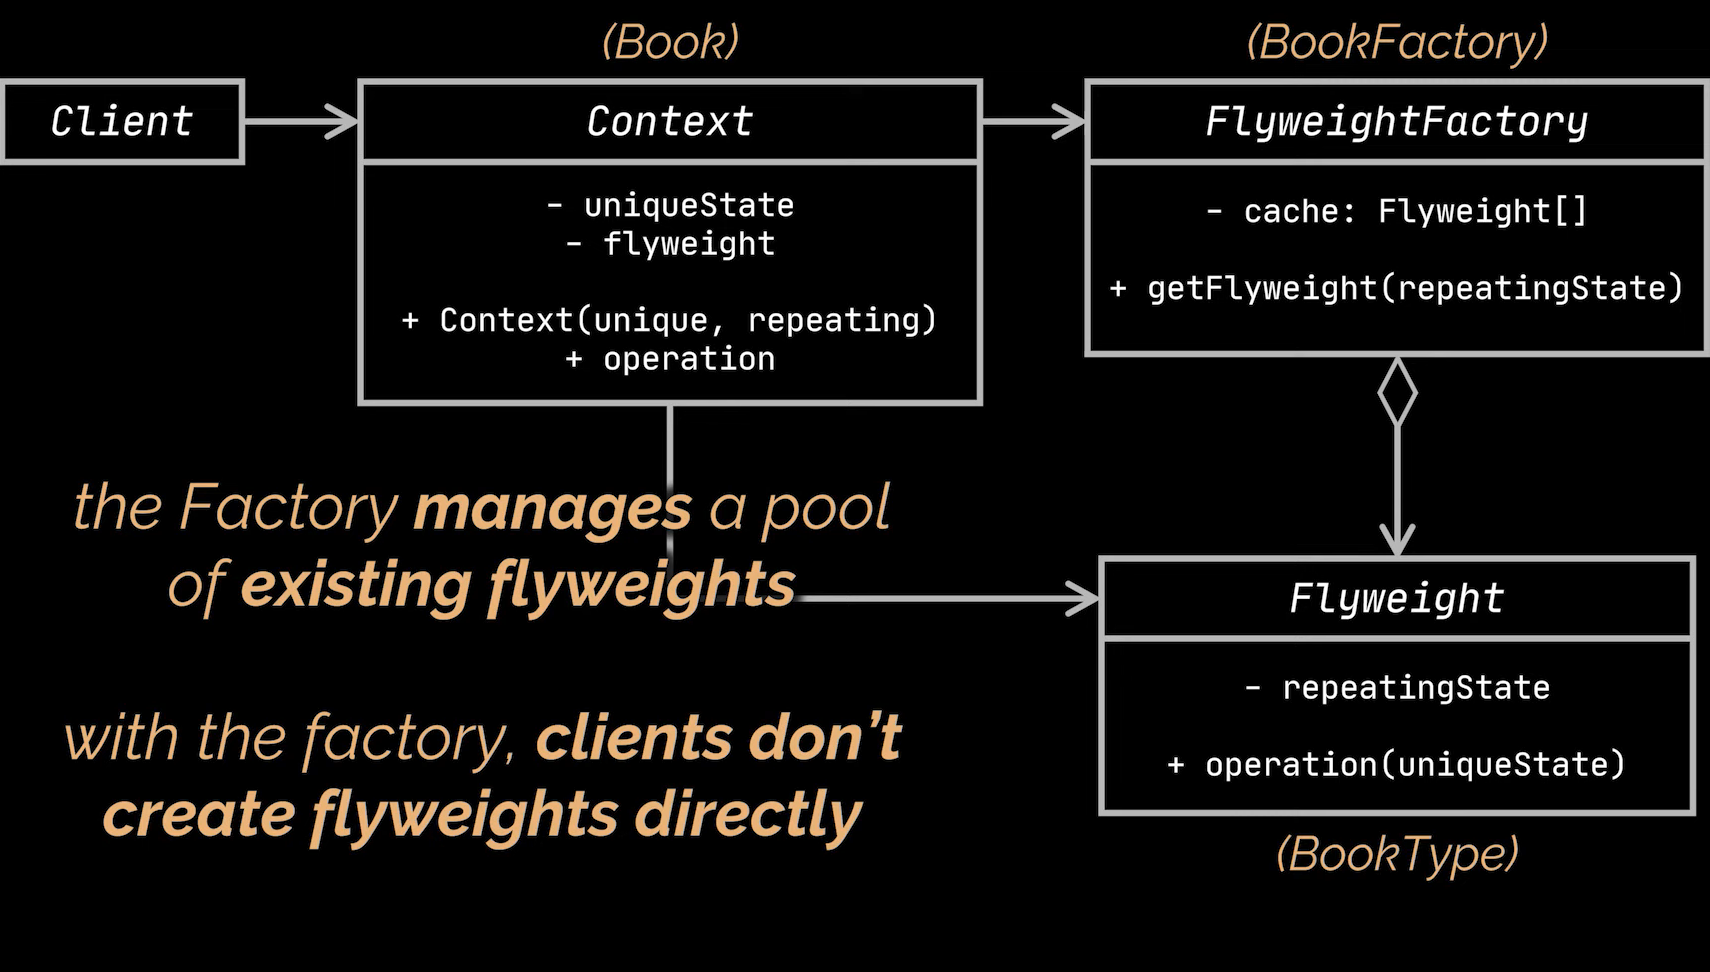 (Book)
(BookFactory)
Client
Context
FlyweightFactory
- uniqueState
- flyweight
+ Context(unique, repeating)
+ operation
- cache: Flyweight[]
+ getFlyweight(repeatingState)
the Factory manages a pool
of existing flyweights
with the factory, clients don't
create flyweights directly
Flyweight
- repeatingState
+ operation(uniqueState)
(BookType)